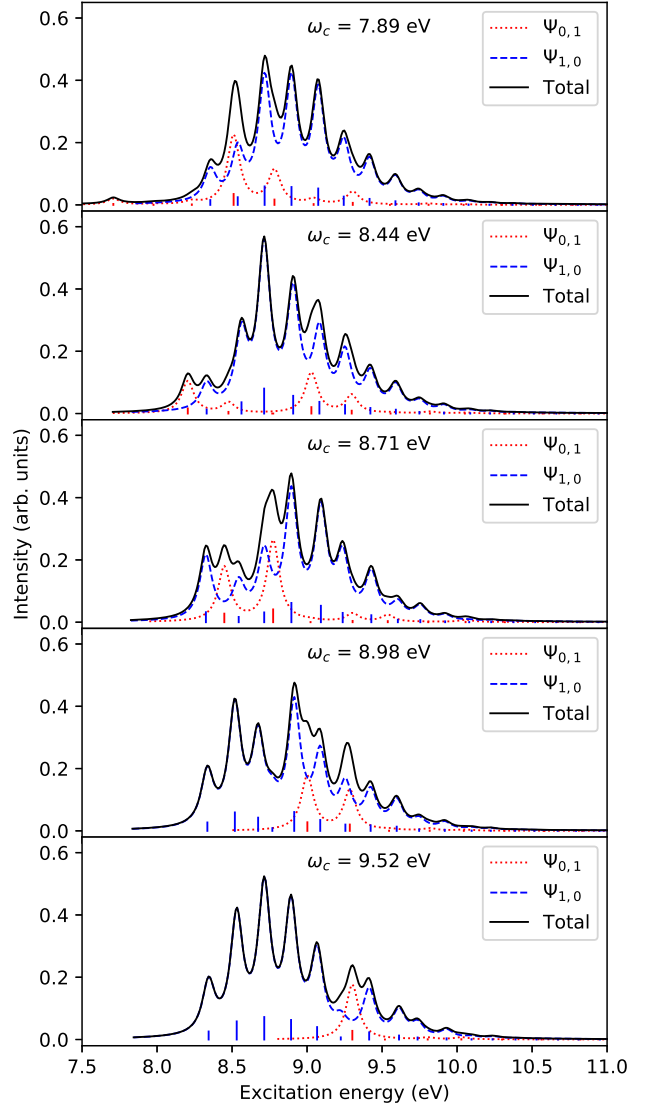 0.6
0.4
0.2
0.0
ω_c = 7.89 eV
Ψ_{0,1}
Ψ_{1,0}
Total
0.6
0.4
0.2
0.0
ω_c = 8.44 eV
Ψ_{0,1}
Ψ_{1,0}
Total
0.6
0.4
0.2
0.0
ω_c = 8.71 eV
Ψ_{0,1}
Ψ_{1,0}
Total
0.6
0.4
0.2
0.0
ω_c = 8.98 eV
Ψ_{0,1}
Ψ_{1,0}
Total
0.6
0.4
0.2
0.0
ω_c = 9.52 eV
Ψ_{0,1}
Ψ_{1,0}
Total
Intensity (arb. units)
7.5 8.0 8.5 9.0 9.5 10.0 10.5 11.0
Excitation energy (eV)